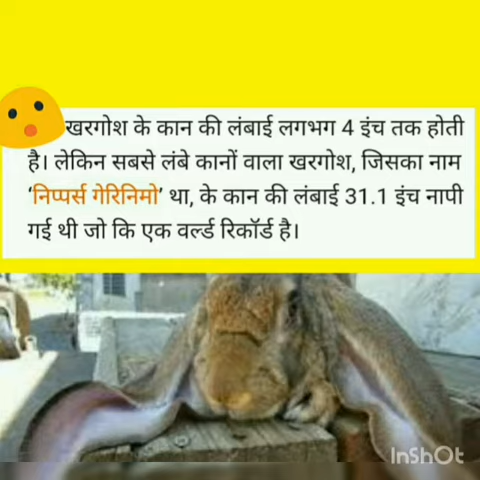 खरगोश के कान की लंबाई लगभग 4 इंच तक होती
है। लेकिन सबसे लंबे कानों वाला खरगोश, जिसका नाम
‘निप्पर्स गेरिनिमो’ था, के कान की लंबाई 31.1 इंच नापी
गई थी जो कि एक वर्ल्ड रिकॉर्ड है।
InShOt